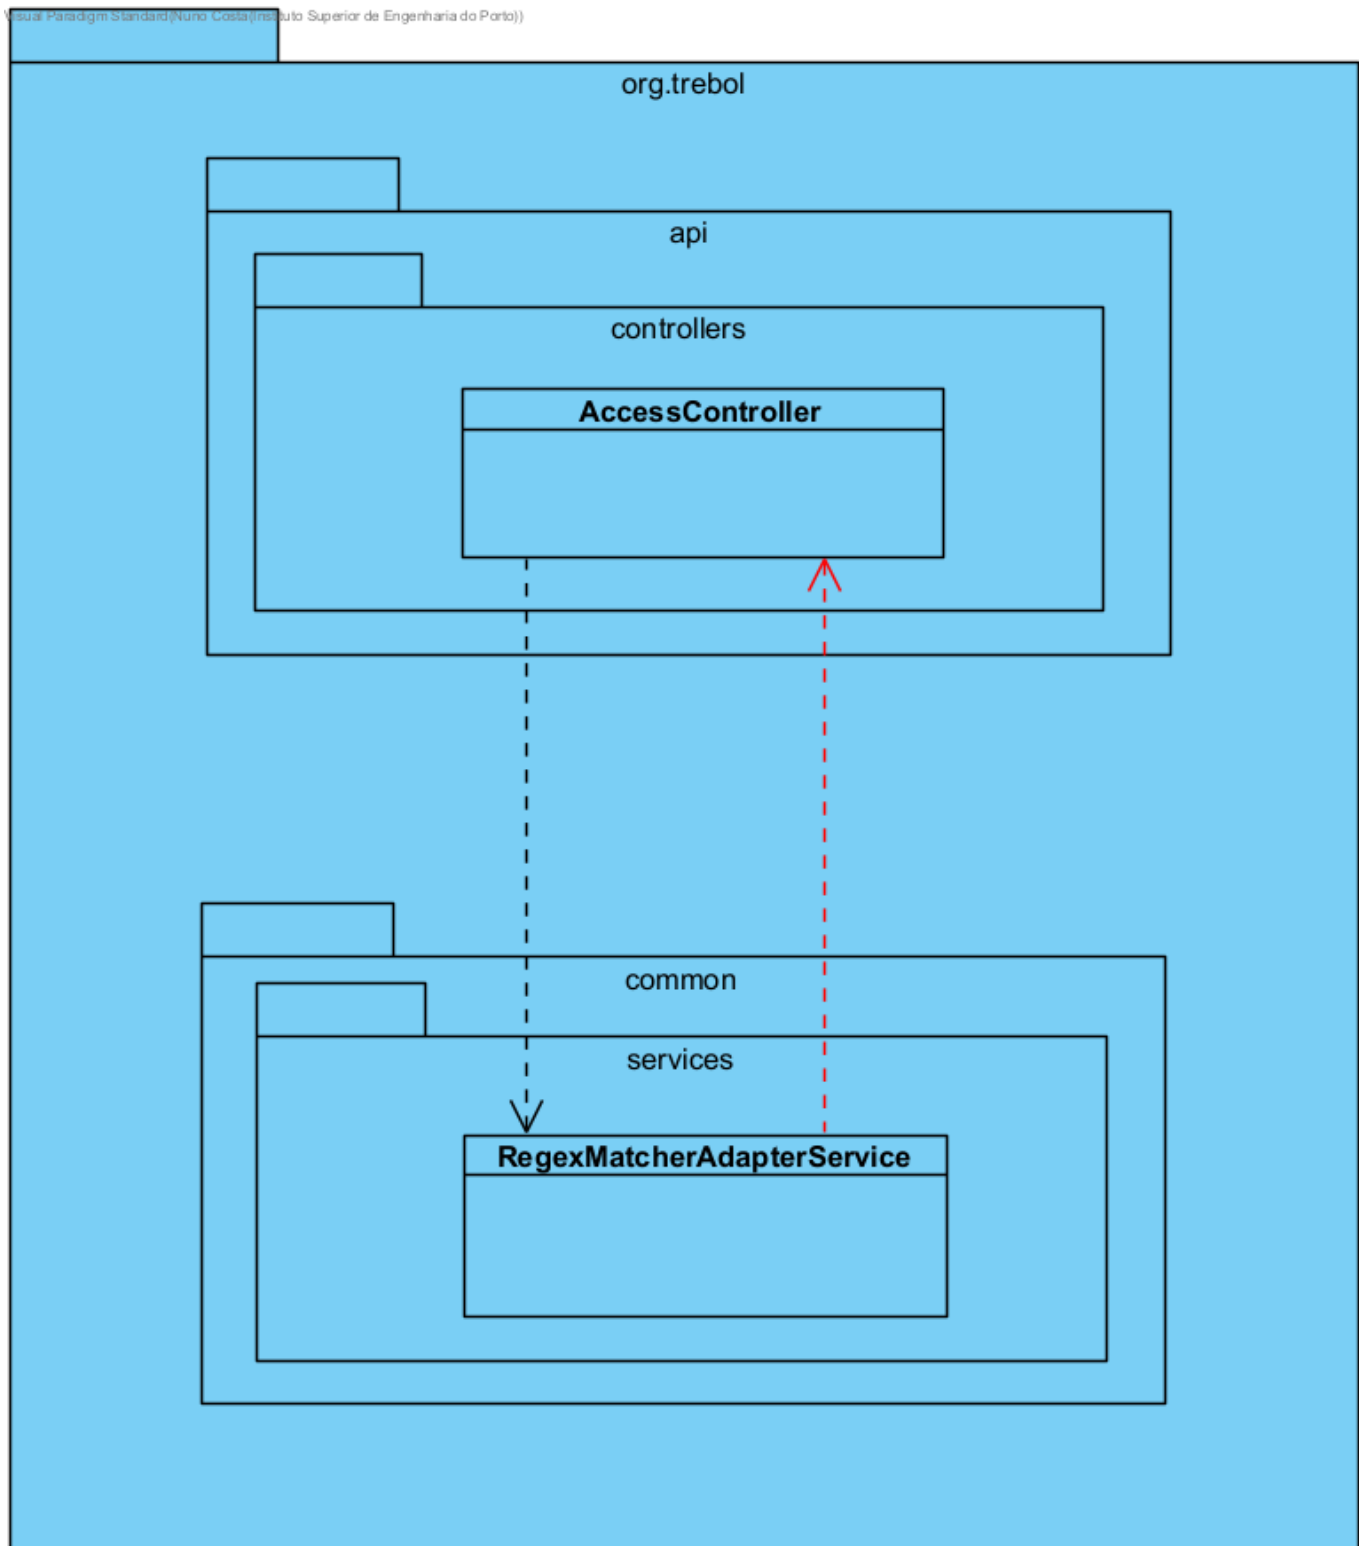 Visual Paradigm Standard(Nuno Costa(Instituto Superior de Engenharia do Porto))
org.trebol
api
controllers
AccessController
common
services
RegexMatcherAdapterService